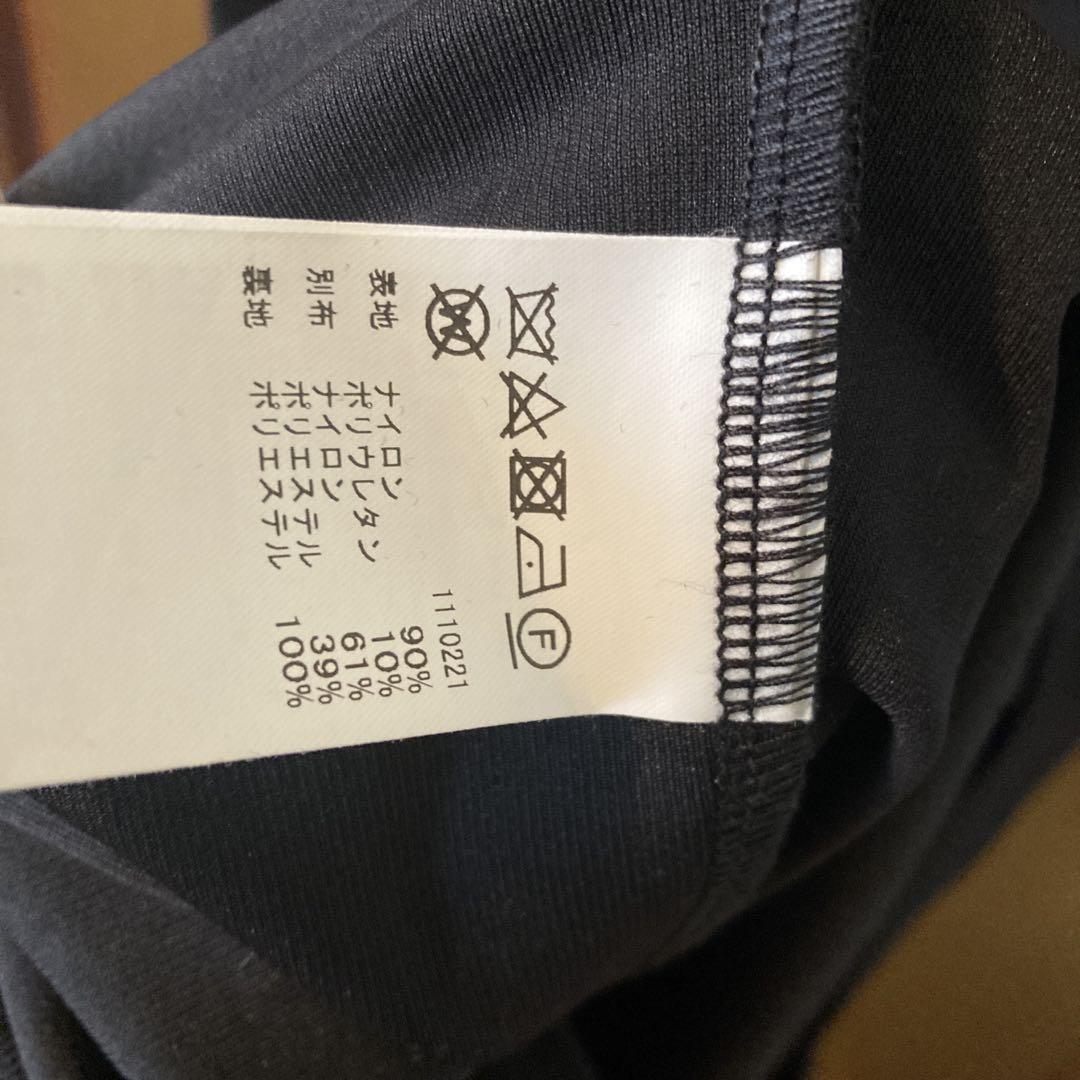 F
W
1110221
表地 ナイロン 90%
ポリウレタン 10%
別布 ナイロン 61%
ポリエステル 39%
裏地 ポリエステル 100%